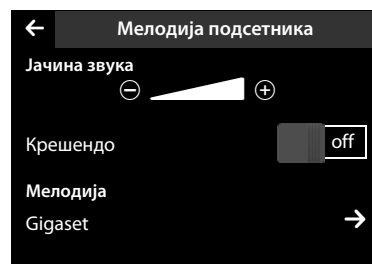 Мелодија подсетника
Јачина звука
Крешендо off
Мелодија
Gigaset